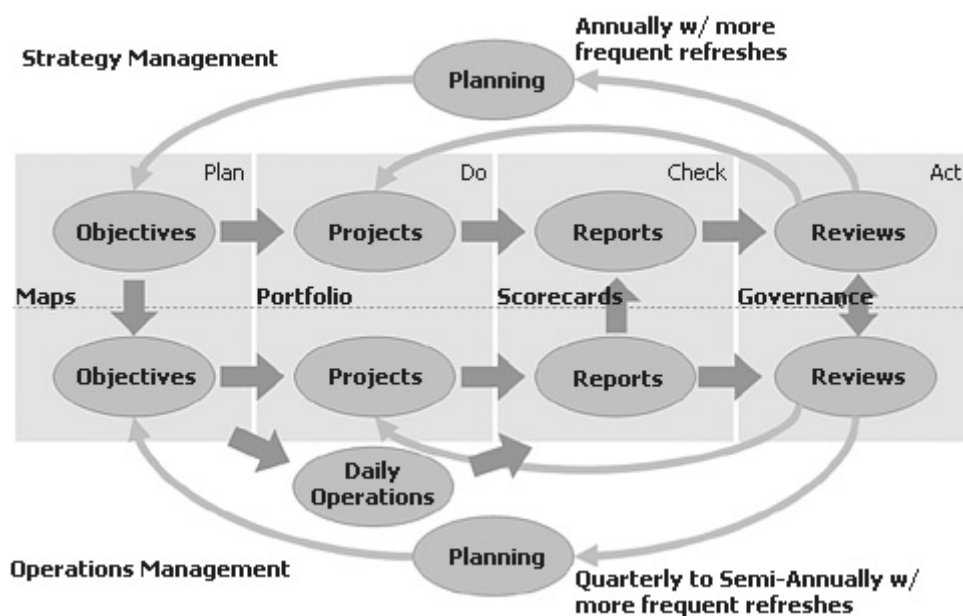 Annually w/ more
frequent refreshes
Strategy Management
Planning
Plan
Do
Check
Act
Objectives
Projects
Reports
Reviews
Maps
Portfolio
Scorecards
Governance
Objectives
Projects
Reports
Reviews
Daily
Operations
Planning
Operations Management
Quarterly to Semi-Annually w/
more frequent refreshes